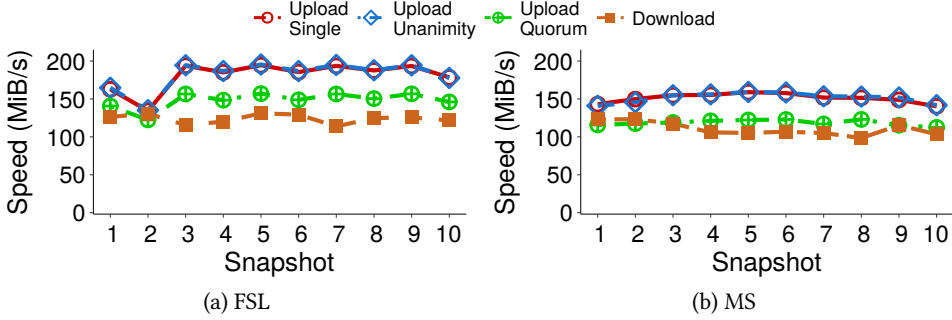 Upload Single
Upload Unanimity
Upload Quorum
Download
Speed (MiB/s)
200
150
100
50
0
1 2 3 4 5 6 7 8 9 10
Snapshot
(a) FSL
Speed (MiB/s)
200
150
100
50
0
1 2 3 4 5 6 7 8 9 10
Snapshot
(b) MS